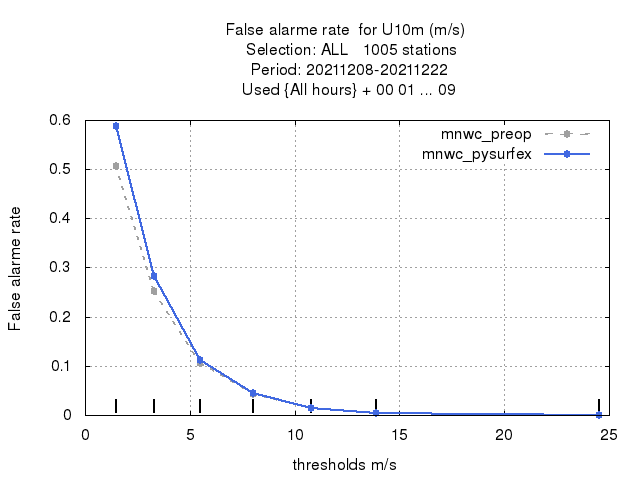 False alarme rate  for U10m (m/s)
Selection: ALL   1005 stations
Period: 20211208-20211222
Used {All hours} + 00 01 ... 09
mnwc_preop
mnwc_pysurfex
False alarme rate
0.6
0.5
0.4
0.3
0.2
0.1
0
0 5 10 15 20 25
thresholds m/s